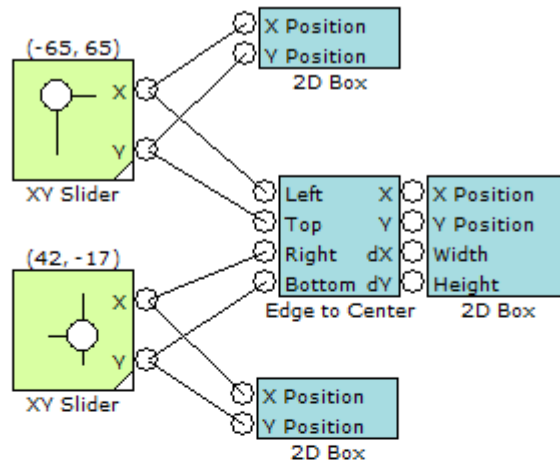 X Position
Y Position
2D Box
(-65, 65)
X
Y
XY Slider
Left X
Top Y
Right dX
Bottom dY
Edge to Center
X Position
Y Position
Width
Height
2D Box
(42, -17)
X
Y
XY Slider
X Position
Y Position
2D Box